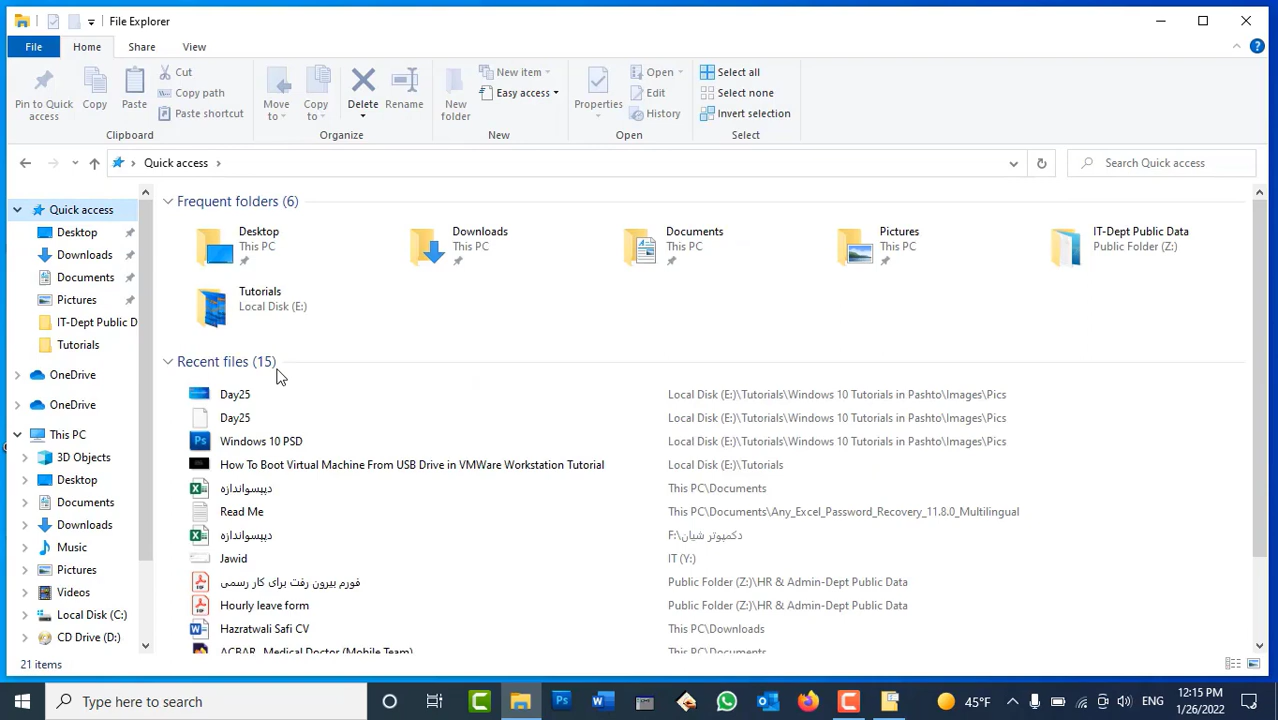 File Explorer
File Home Share View
Pin to Quick access
Copy
Paste
Cut
Copy path
Paste shortcut
Clipboard
Move to
Copy to
Delete
Rename
Organize
New folder
New item
Easy access
New
Properties
Open
Edit
History
Open
Select all
Select none
Invert selection
Select
Quick access
Search Quick access
Quick access
Desktop
Downloads
Documents
Pictures
IT-Dept Public D
Tutorials
OneDrive
OneDrive
This PC
3D Objects
Desktop
Documents
Downloads
Music
Pictures
Videos
Local Disk (C:)
CD Drive (D:)
Frequent folders (6)
Desktop
This PC
Downloads
This PC
Documents
This PC
Pictures
This PC
IT-Dept Public Data
Public Folder (Z:)
Tutorials
Local Disk (E:)
Recent files (15)
Day25 Local Disk (E:)\Tutorials\Windows 10 Tutorials in Pashto\Images\Pics
Day25 Local Disk (E:)\Tutorials\Windows 10 Tutorials in Pashto\Images\Pics
Windows 10 PSD Local Disk (E:)\Tutorials\Windows 10 Tutorials in Pashto\Images\Pics
How To Boot Virtual Machine From USB Drive in VMWare Workstation Tutorial Local Disk (E:)\Tutorials
دیپسواندازه This PC\Documents
Read Me This PC\Documents\Any_Excel_Password_Recovery_11.8.0_Multilingual
دیپسواندازه F:\دکمپوتر شیان
Jawid IT (Y:)
فورم بیرون رفت برای کار رسمی Public Folder (Z:)\HR & Admin-Dept Public Data
Hourly leave form Public Folder (Z:)\HR & Admin-Dept Public Data
Hazratwali Safi CV This PC\Downloads
ACBAR Medical Doctor (Mobile Team) This PC\Documents
21 items
Type here to search
45°F
ENG
12:15 PM
1/26/2022